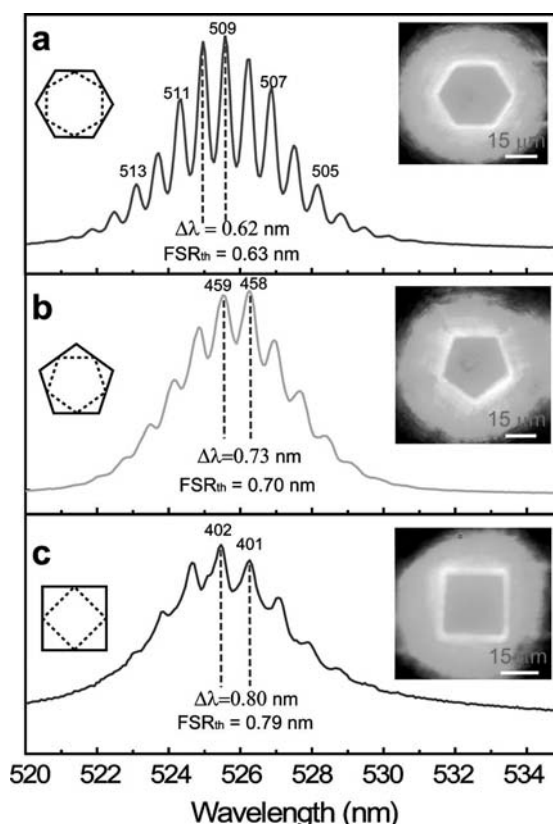 a
509
511
507
513
505
Δλ = 0.62 nm
FSRth = 0.63 nm
15 μm
b
459 458
Δλ=0.73 nm
FSRth = 0.70 nm
15 μm
c
402
401
Δλ=0.80 nm
FSRth = 0.79 nm
15 μm
520 522 524 526 528 530 532 534
Wavelength (nm)